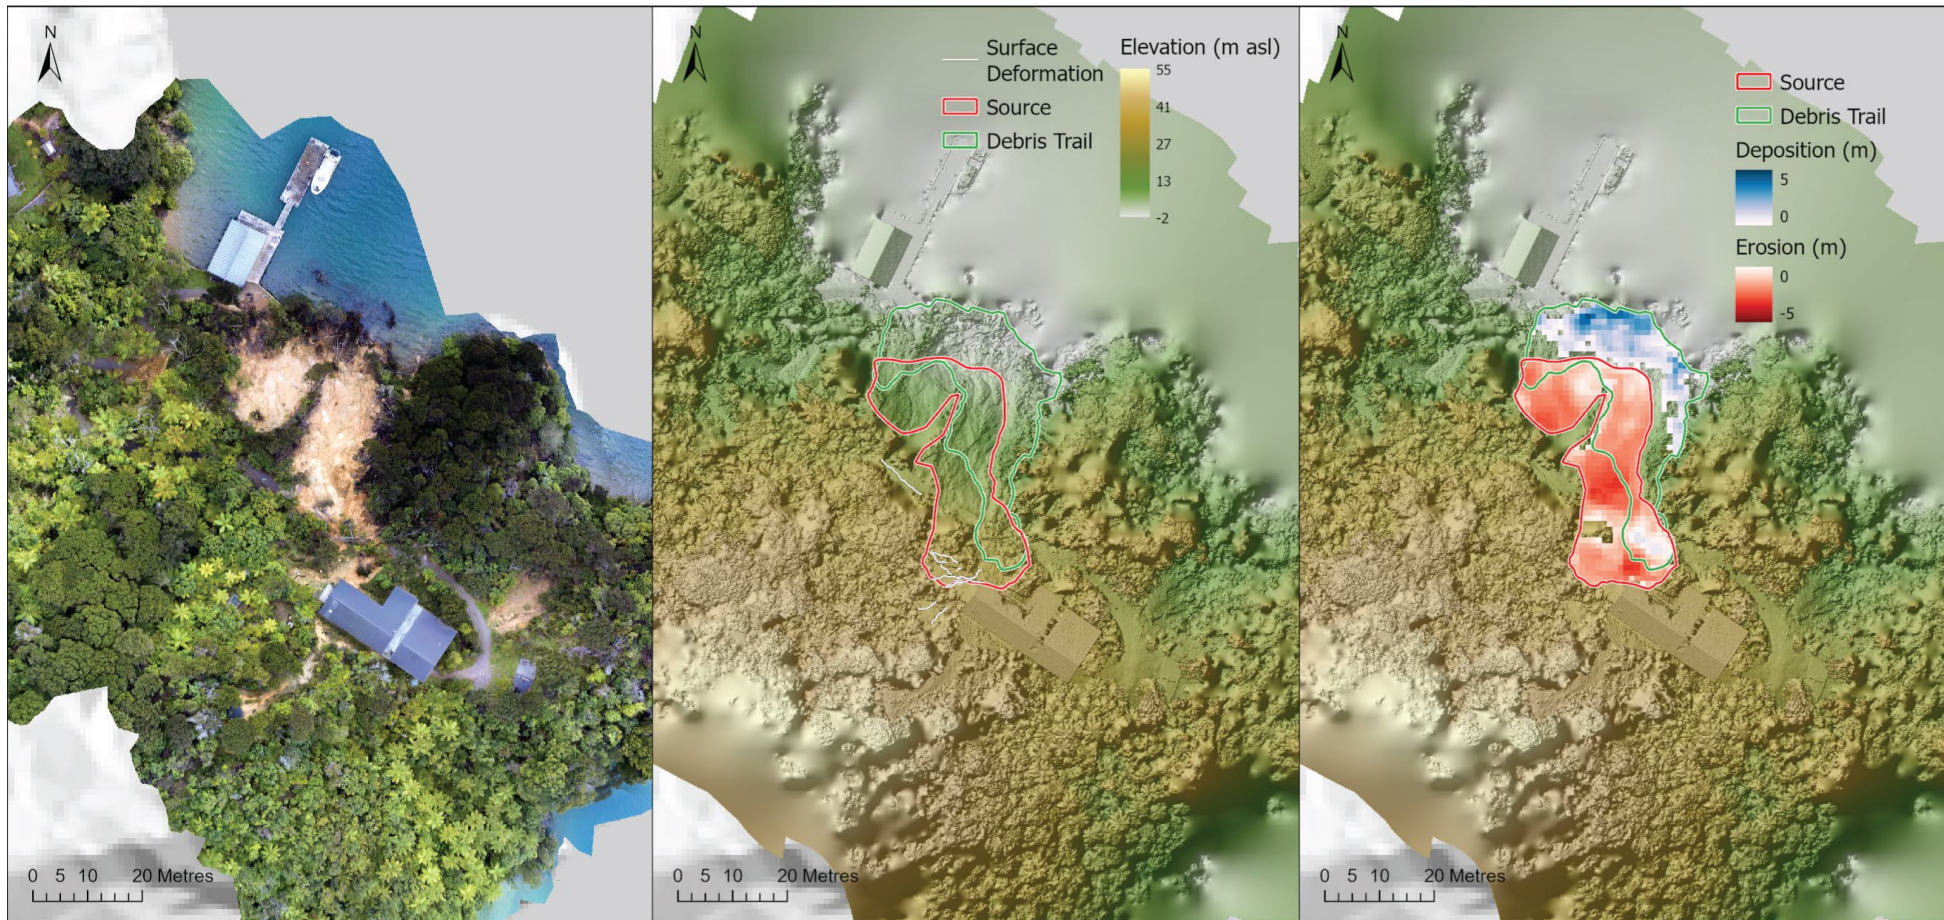 N
0 5 10 20 Metres
N
Surface
Deformation
Source
Debris Trail
Elevation (m asl)
55
41
27
13
-2
0 5 10 20 Metres
N
Source
Debris Trail
Deposition (m)
5
0
Erosion (m)
0
-5
0 5 10 20 Metres